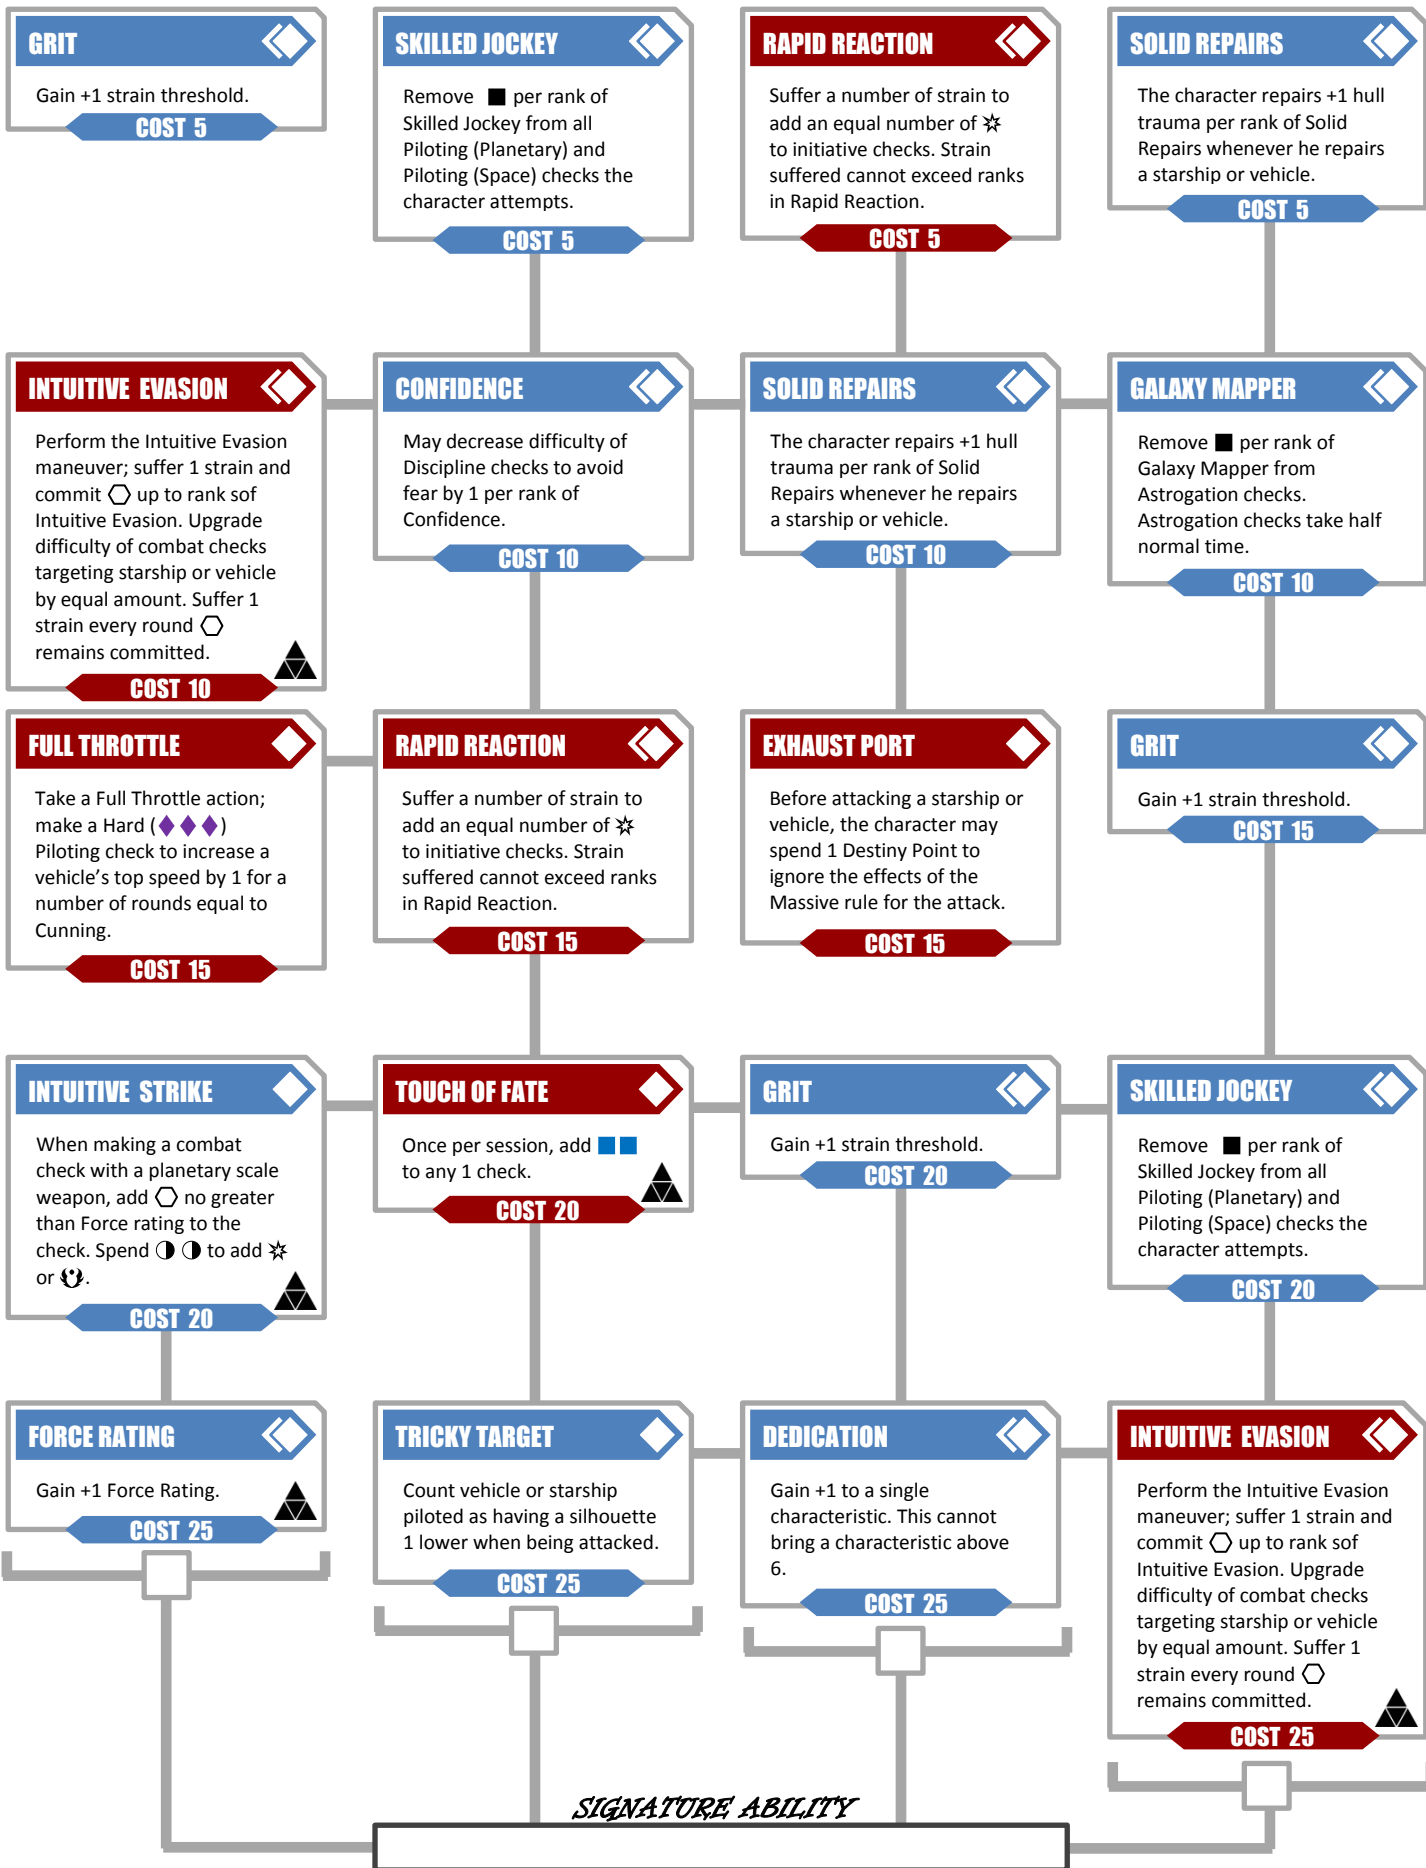 GRIT
Gain +1 strain threshold.
COST 5
SKILLED JOCKEY
Remove ■ per rank of
Skilled Jockey from all
Piloting (Planetary) and
Piloting (Space) checks the
character attempts.
COST 5
RAPID REACTION
Suffer a number of strain to
add an equal number of
to initiative checks. Strain
suffered cannot exceed ranks
in Rapid Reaction.
COST 5
SOLID REPAIRS
The character repairs +1 hull
trauma per rank of Solid
Repairs whenever he repairs
a starship or vehicle.
COST 5
INTUITIVE EVASION
Perform the Intuitive Evasion
maneuver; suffer 1 strain and
commit up to rank sof
Intuitive Evasion. Upgrade
difficulty of combat checks
targeting starship or vehicle
by equal amount. Suffer 1
strain every round
remains committed.
COST 10
CONFIDENCE
May decrease difficulty of
Discipline checks to avoid
fear by 1 per rank of
Confidence.
COST 10
SOLID REPAIRS
The character repairs +1 hull
trauma per rank of Solid
Repairs whenever he repairs
a starship or vehicle.
COST 10
GALAXY MAPPER
Remove ■ per rank of
Galaxy Mapper from
Astrogation checks.
Astrogation checks take half
normal time.
COST 10
FULL THROTTLE
Take a Full Throttle action;
make a Hard (♦ ♦ ♦)
Piloting check to increase a
vehicle's top speed by 1 for a
number of rounds equal to
Cunning.
COST 15
RAPID REACTION
Suffer a number of strain to
add an equal number of
to initiative checks. Strain
suffered cannot exceed ranks
in Rapid Reaction.
COST 15
EXHAUST PORT
Before attacking a starship or
vehicle, the character may
spend 1 Destiny Point to
ignore the effects of the
Massive rule for the attack.
COST 15
GRIT
Gain +1 strain threshold.
COST 15
INTUITIVE STRIKE
When making a combat
check with a planetary scale
weapon, add no greater
than Force rating to the
check. Spend to add
or .
COST 20
TOUCH OF FATE
Once per session, add
to any 1 check.
COST 20
GRIT
Gain +1 strain threshold.
COST 20
SKILLED JOCKEY
Remove ■ per rank of
Skilled Jockey from all
Piloting (Planetary) and
Piloting (Space) checks the
character attempts.
COST 20
FORCE RATING
Gain +1 Force Rating.
COST 25
TRICKY TARGET
Count vehicle or starship
piloted as having a silhouette
1 lower when being attacked.
COST 25
DEDICATION
Gain +1 to a single
characteristic. This cannot
bring a characteristic above
6.
COST 25
INTUITIVE EVASION
Perform the Intuitive Evasion
maneuver; suffer 1 strain and
commit up to rank sof
Intuitive Evasion. Upgrade
difficulty of combat checks
targeting starship or vehicle
by equal amount. Suffer 1
strain every round
remains committed.
COST 25
SIGNATURE ABILITY